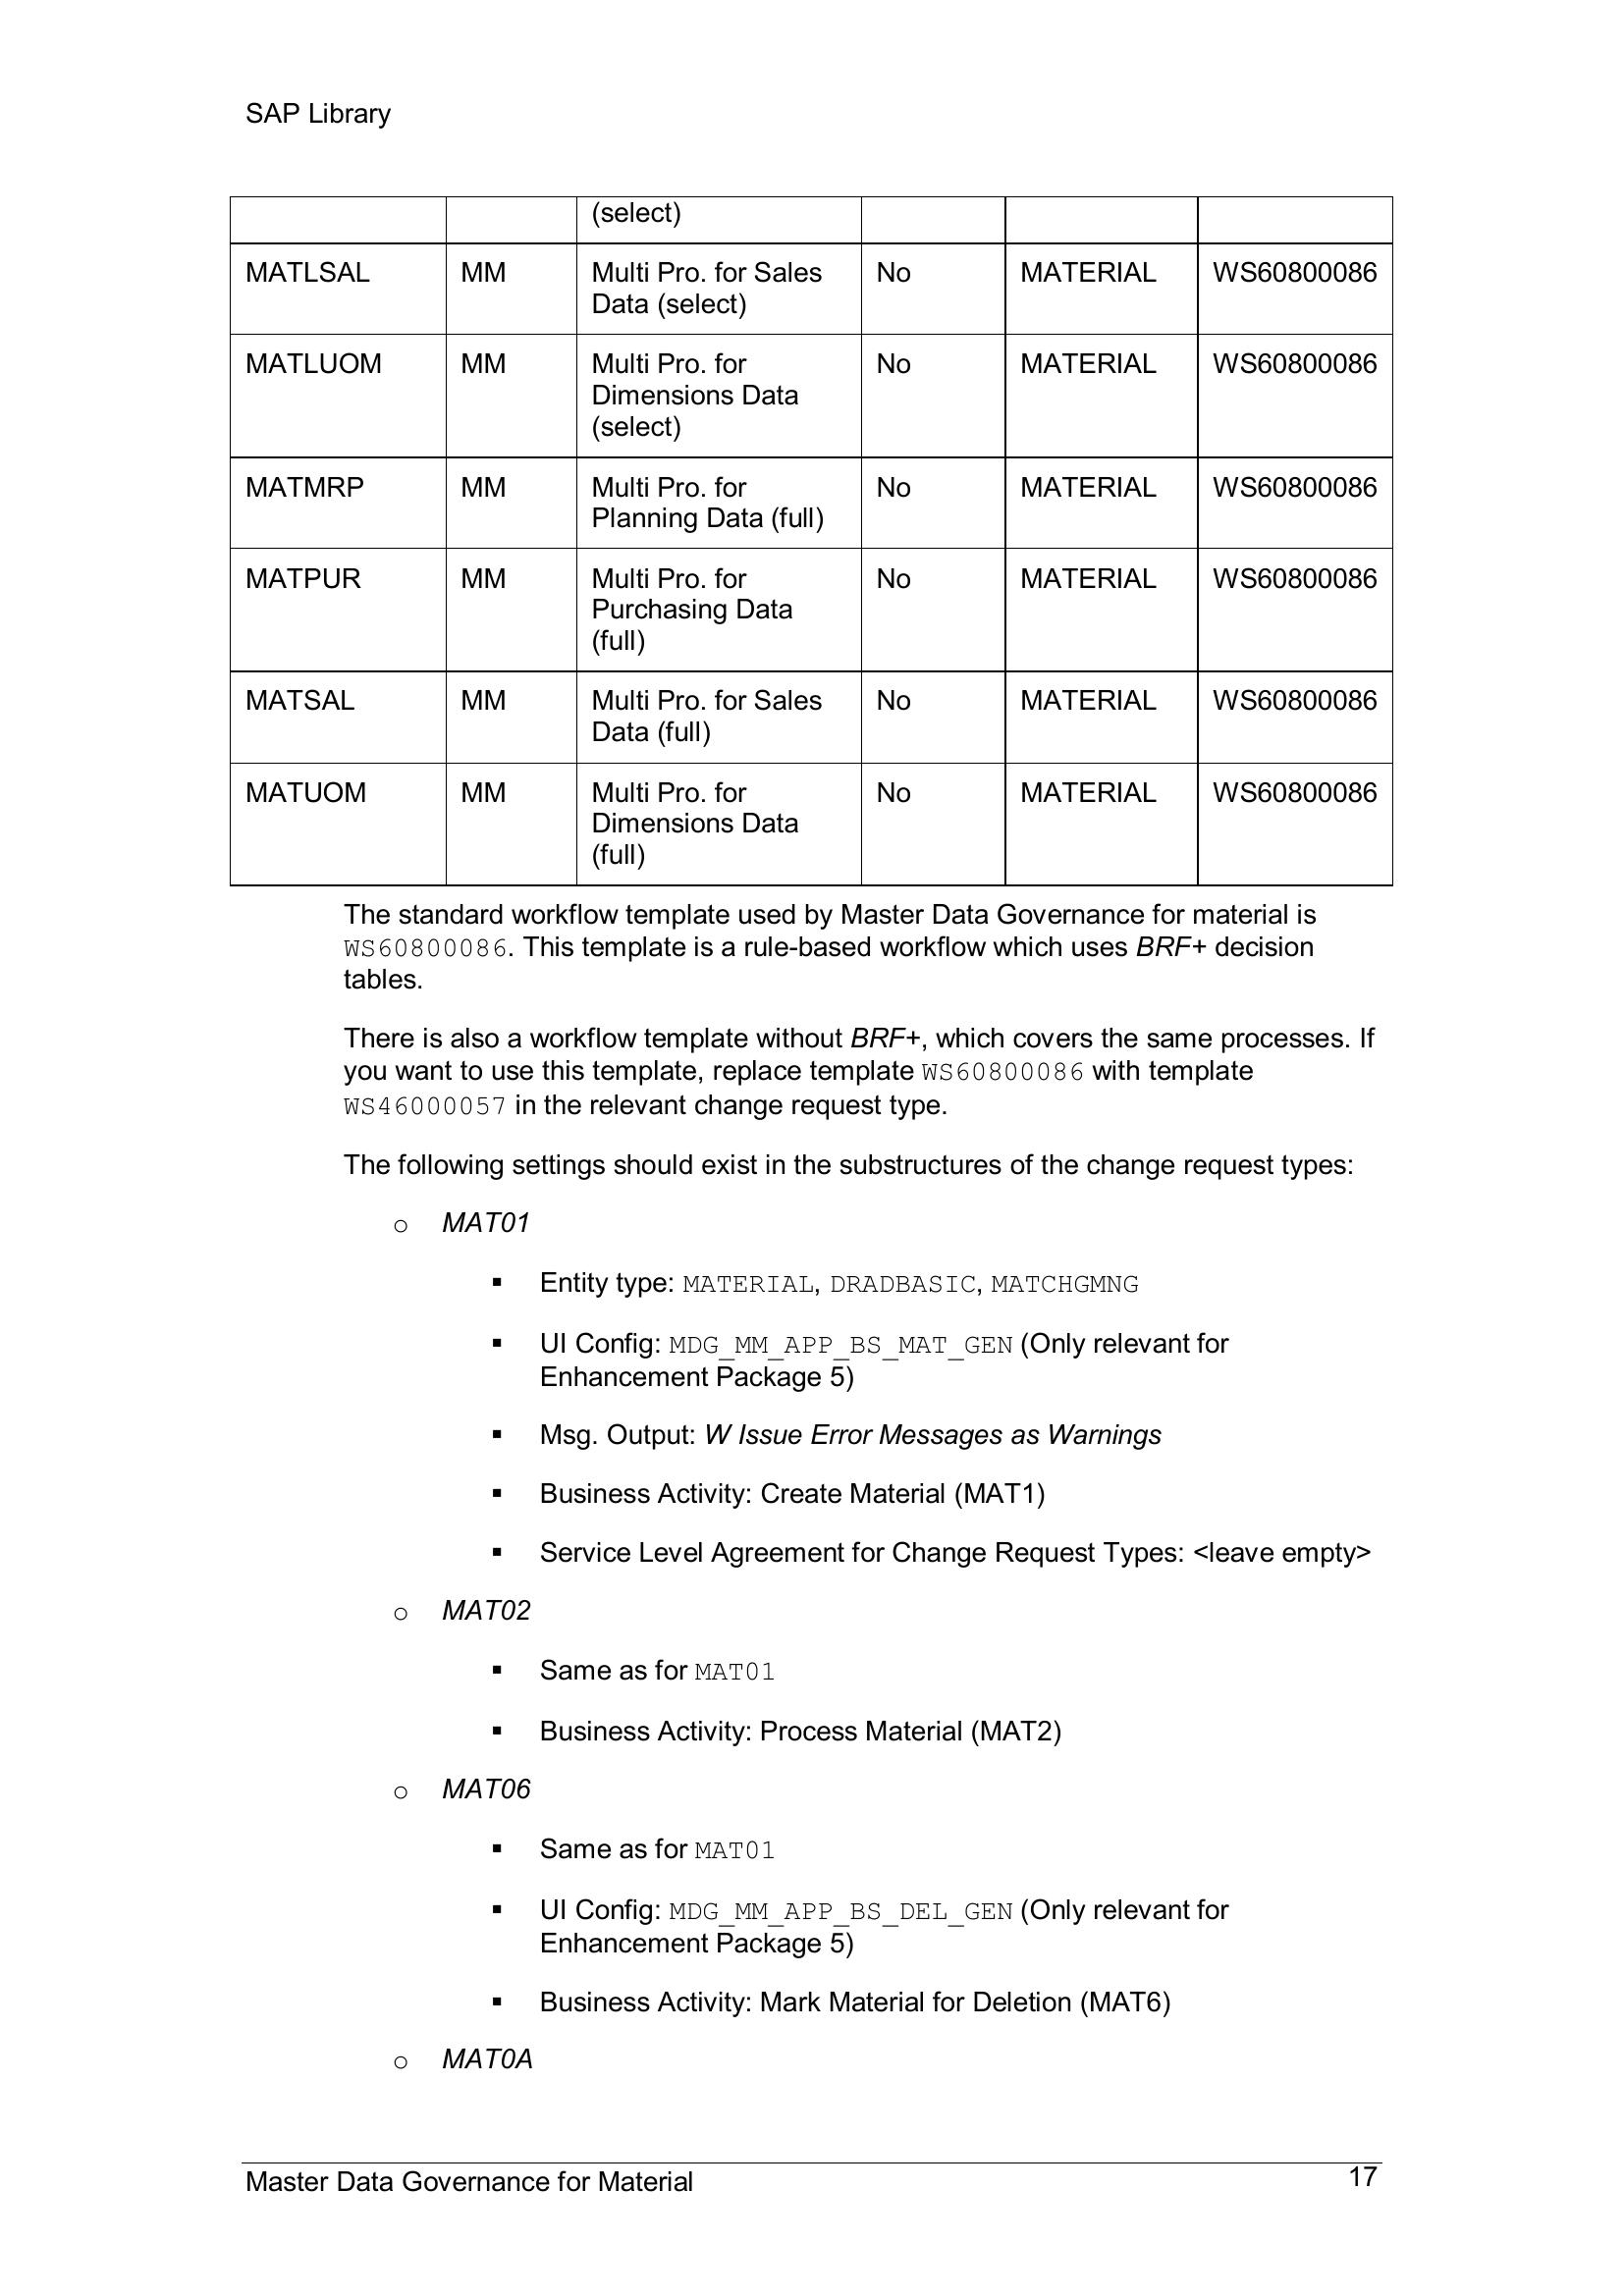 SAP Library
(select)
MATLSAL MM Multi Pro. for Sales No MATERIAL WS60800086
Data (select)
MATLUOM MM Multi Pro. for No MATERIAL WS60800086
Dimensions Data
(select)
MATMRP MM Multi Pro. for No MATERIAL WS60800086
Planning Data (full)
MATPUR MM Multi Pro. for No MATERIAL WS60800086
Purchasing Data
(full)
MATSAL MM Multi Pro. for Sales No MATERIAL WS60800086
Data (full)
MATUOM MM Multi Pro. for No MATERIAL WS60800086
Dimensions Data
(full)
The standard workflow template used by Master Data Governance for material is
WS60800086. This template is a rule-based workflow which uses BRF+ decision
tables.
There is also a workflow template without BRF+, which covers the same processes. If
you want to use this template, replace template WS60800086 with template
WS46000057 in the relevant change request type.
The following settings should exist in the substructures of the change request types:
o MAT01
▪ Entity type: MATERIAL, DRADBASIC, MATCHGMNG
▪ UI Config: MDG_MM_APP_BS_MAT_GEN (Only relevant for
Enhancement Package 5)
▪ Msg. Output: W Issue Error Messages as Warnings
▪ Business Activity: Create Material (MAT1)
▪ Service Level Agreement for Change Request Types: <leave empty>
o MAT02
▪ Same as for MAT01
▪ Business Activity: Process Material (MAT2)
o MAT06
▪ Same as for MAT01
▪ UI Config: MDG_MM_APP_BS_DEL_GEN (Only relevant for
Enhancement Package 5)
▪ Business Activity: Mark Material for Deletion (MAT6)
o MAT0A
Master Data Governance for Material 17